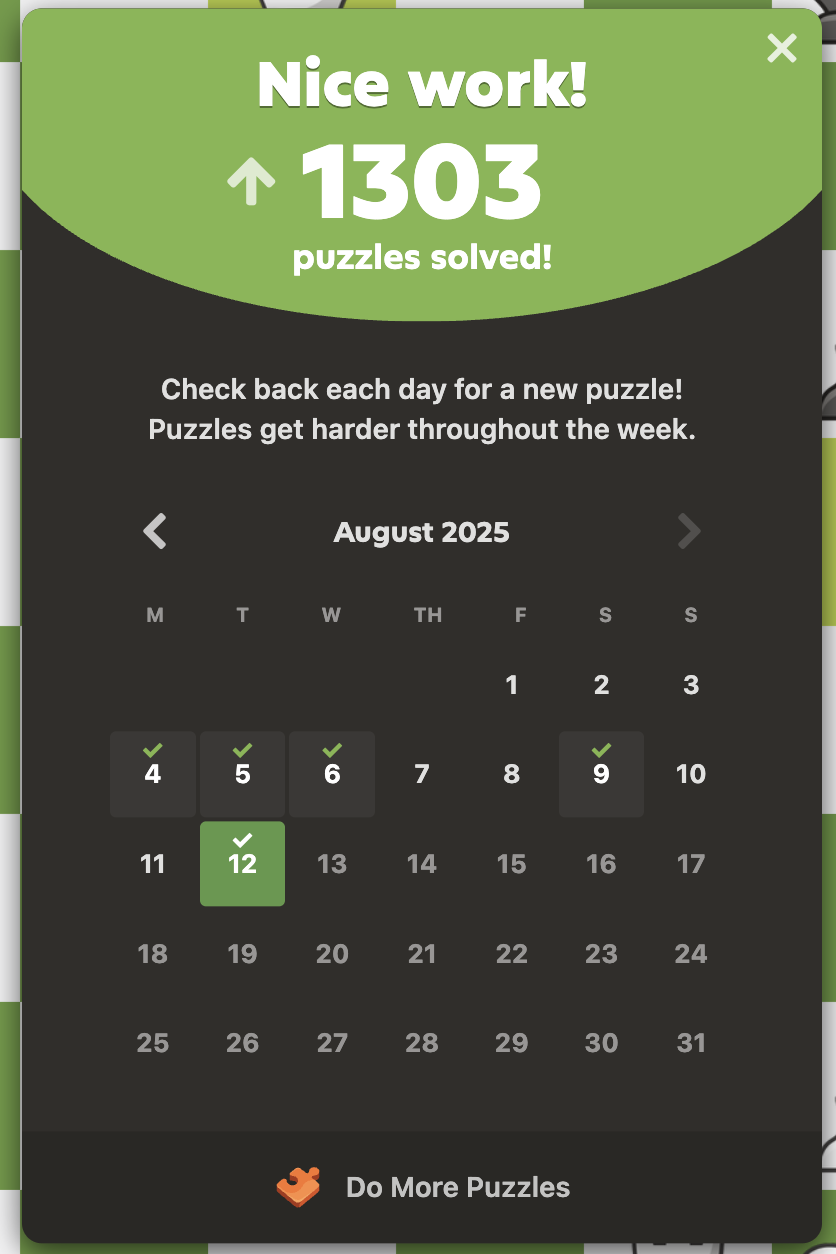 Nice work!
1303
puzzles solved!
Check back each day for a new puzzle!
Puzzles get harder throughout the week.
August 2025
M T W TH F S S
1 2 3
4 5 6 7 8 9 10
11 12 13 14 15 16 17
18 19 20 21 22 23 24
25 26 27 28 29 30 31
Do More Puzzles